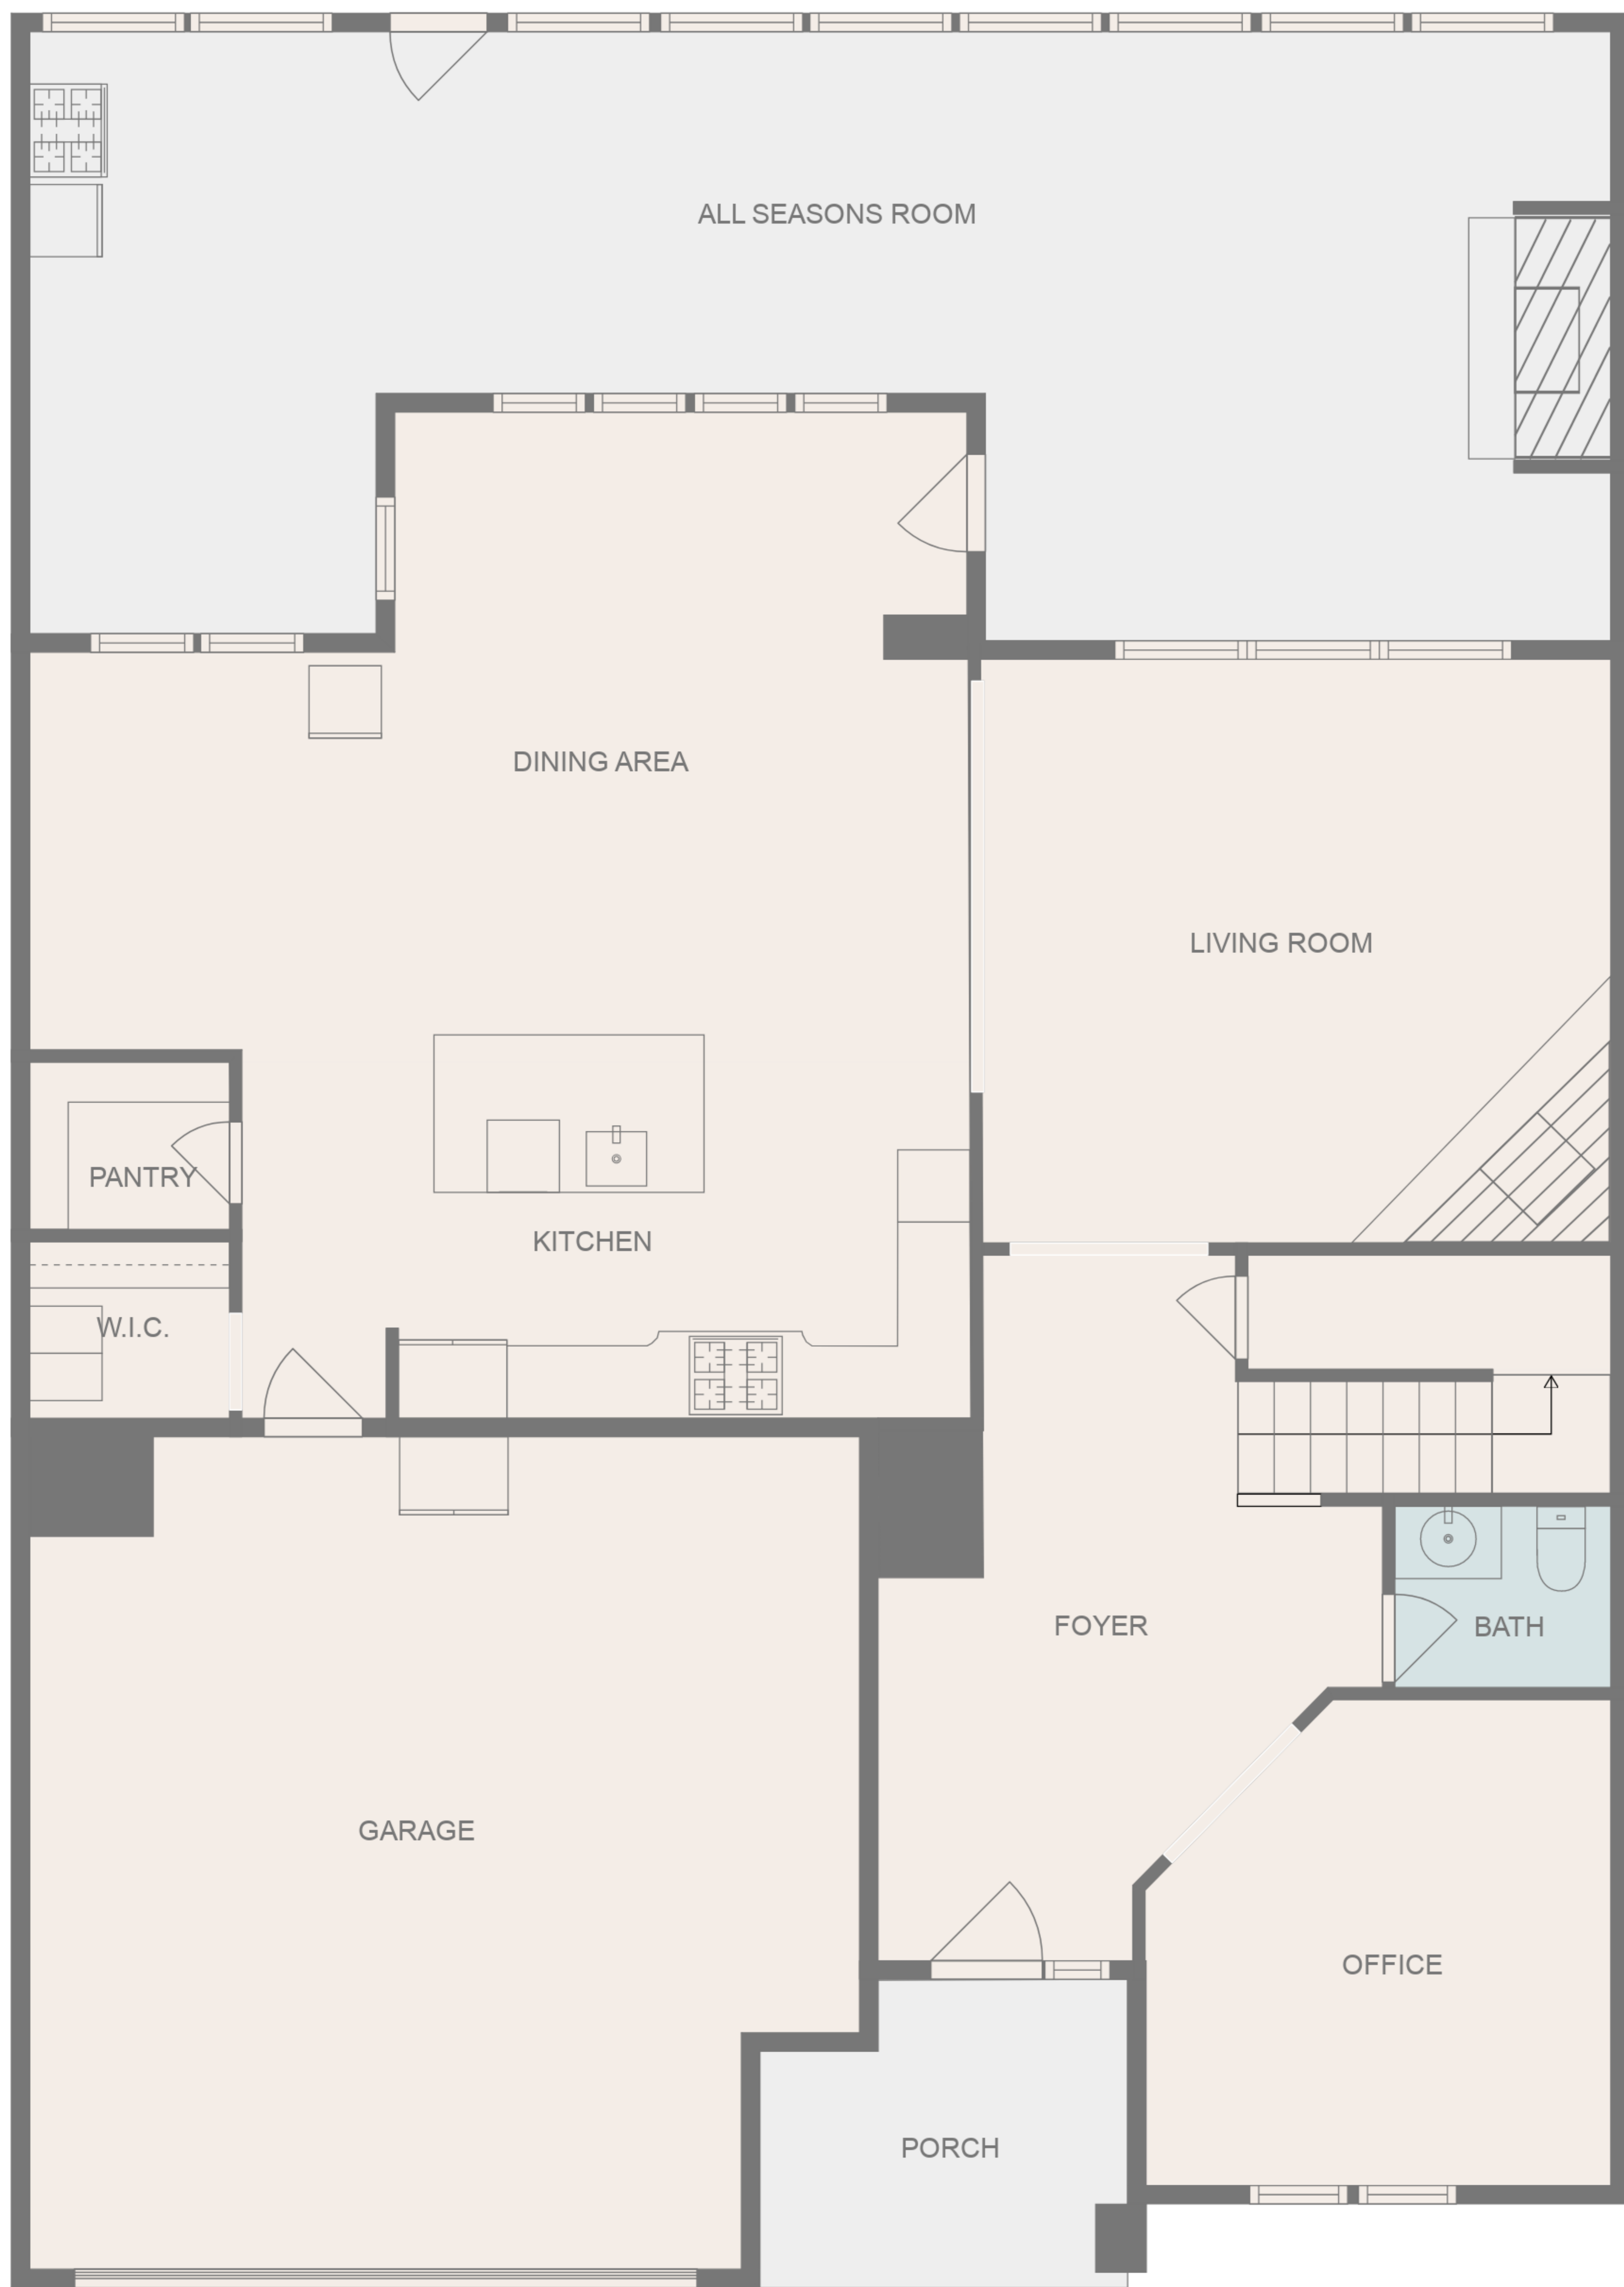 ALL SEASONS ROOM
DINING AREA
LIVING ROOM
PANTRY
KITCHEN
W.I.C.
FOYER
BATH
GARAGE
OFFICE
PORCH